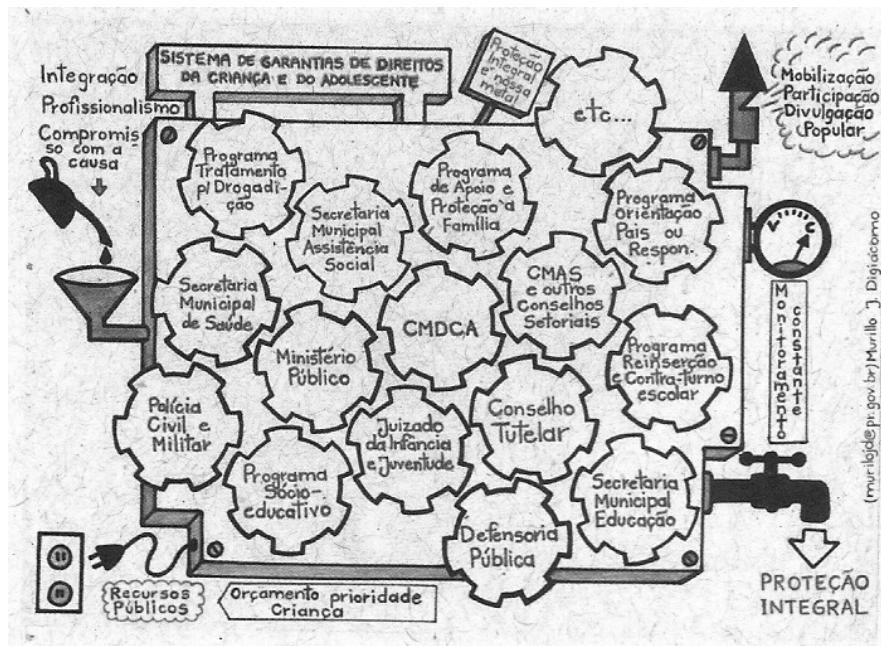 SISTEMA DE GARANTIAS DE DIREITOS
DA CRIANÇA E DO ADOLESCENTE
Proteção
Integral
é nossa
meta!
etc...
Mobilização
Participação
Divulgação
Popular
Integração
Profissionalismo
Compromis
so com a
causa
Programa
Tratamento
p/ Drogadi-
ção
Secretaria
Municipal
Assistência
Social
Programa
de Apoio e
Proteção à
Família
Programa
Orientação
Pais ou
Respon.
V
C
Secretaria
Municipal
de Saúde
CMDCA
CMAS
e outros
Conselhos
Setoriais
Monitoramento
constante
Ministério
Público
Programa
Reinserção
e Contra-Turno
escolar
Polícia
Civil e
Militar
Juizado
da Infância
e Juventude
Conselho
Tutelar
Programa
Sócio-
educativo
Defensoria
Pública
Secretaria
Municipal
Educação
Recursos
Públicos
Orçamento prioridade
Criança
PROTEÇÃO
INTEGRAL
(murilojd@pr.gov.br) Murillo J. Digiácomo